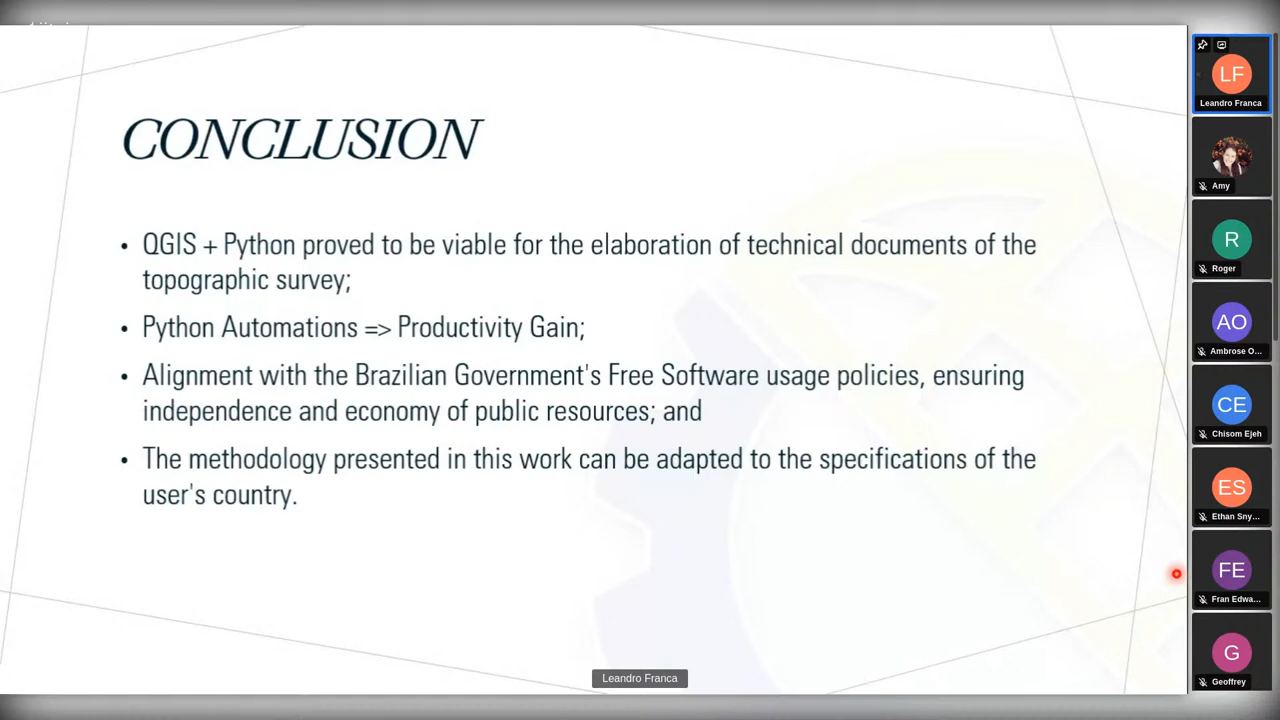 CONCLUSION
• QGIS + Python proved to be viable for the elaboration of technical documents of the
topographic survey;
• Python Automations => Productivity Gain;
• Alignment with the Brazilian Government's Free Software usage policies, ensuring
independence and economy of public resources; and
• The methodology presented in this work can be adapted to the specifications of the
user's country.
Leandro Franca
LF
Leandro Franca
Amy
R
Roger
AO
Ambrose O...
CE
Chisom Ejeh
ES
Ethan Sny...
FE
Fran Edwa...
G
Geoffrey